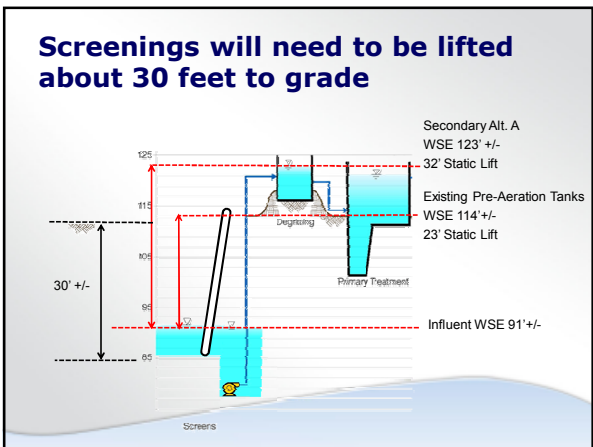 Screenings will need to be lifted
about 30 feet to grade
Secondary Alt. A
WSE 123' +/-
32' Static Lift
Existing Pre-Aeration Tanks
WSE 114'+/-
23' Static Lift
Influent WSE 91'+/-
125
115
105
95
85
30' +/-
Degritting
Primary Treatment
Screens